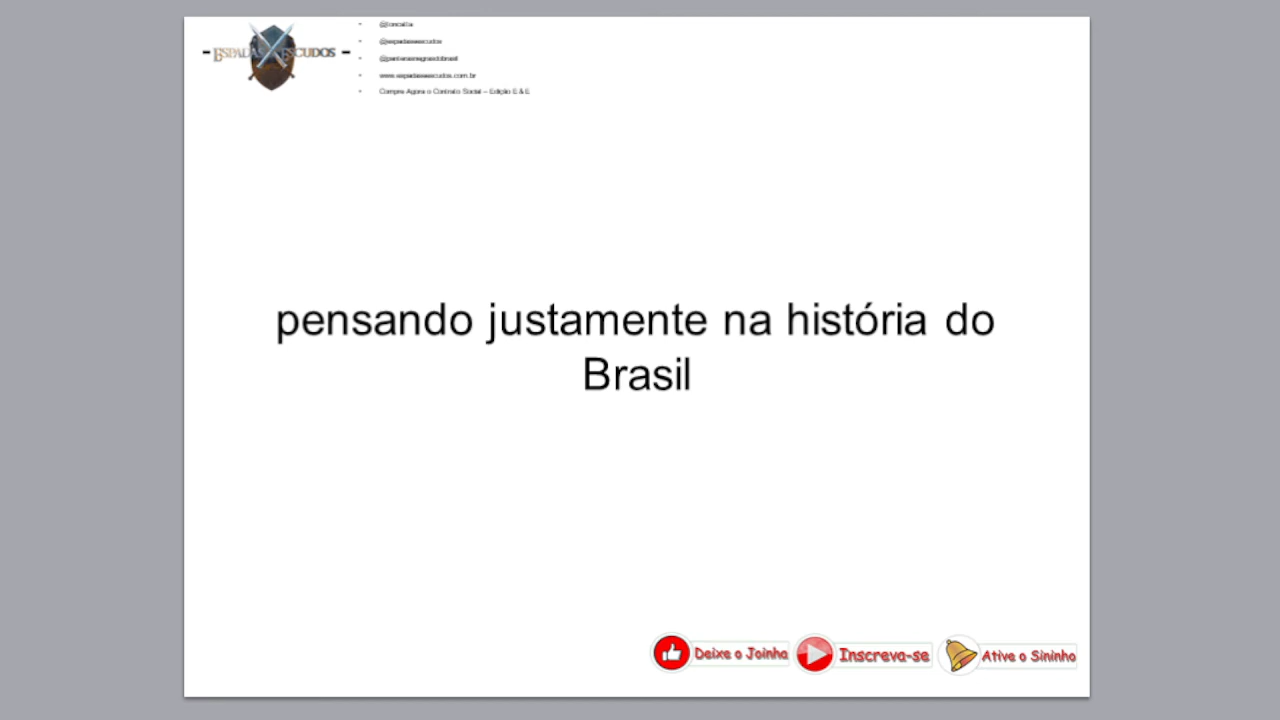 ESPADA ESCUDOS
@espadaseescudos
www.espadaseescudos.com.br
Compre Agora o Contrato Social – Edição E & E
pensando justamente na história do
Brasil
Deixe o Joinha
Inscreva-se
Ative o Sininho